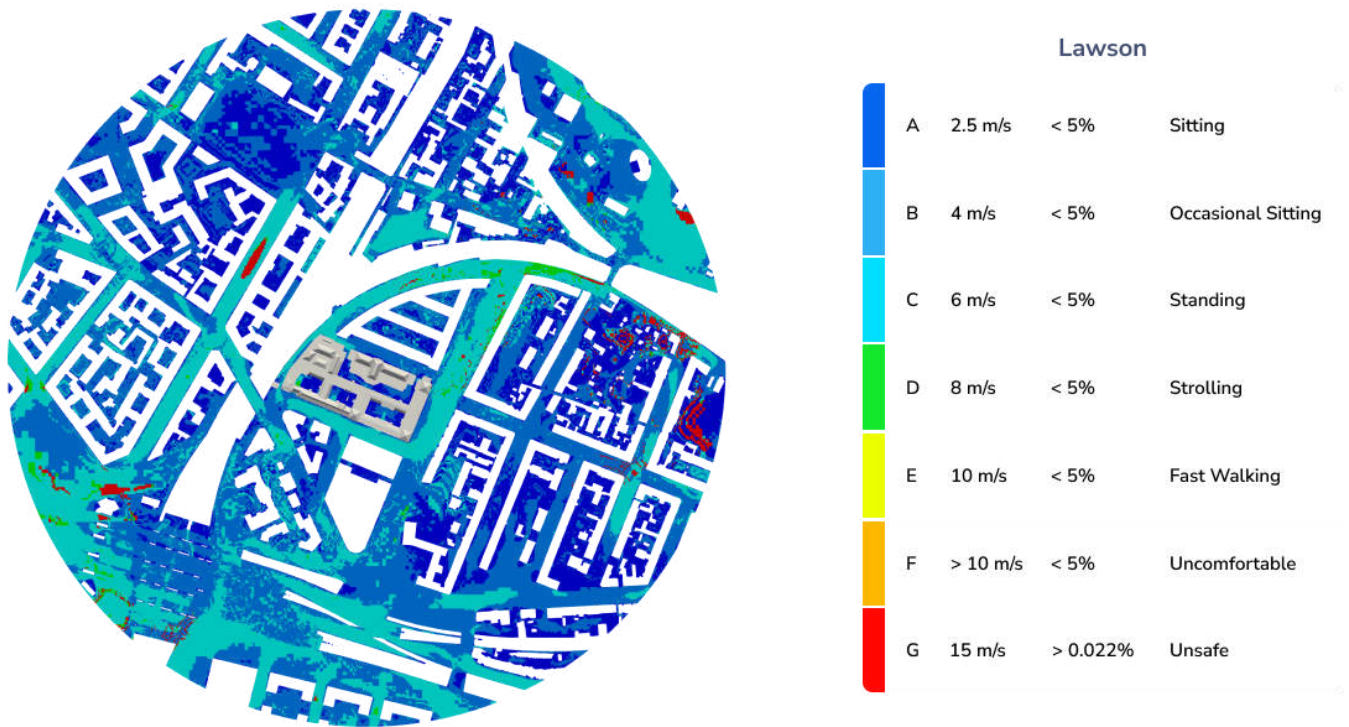 Lawson
A 2.5 m/s < 5% Sitting
B 4 m/s < 5% Occasional Sitting
C 6 m/s < 5% Standing
D 8 m/s < 5% Strolling
E 10 m/s < 5% Fast Walking
F > 10 m/s < 5% Uncomfortable
G 15 m/s > 0.022% Unsafe